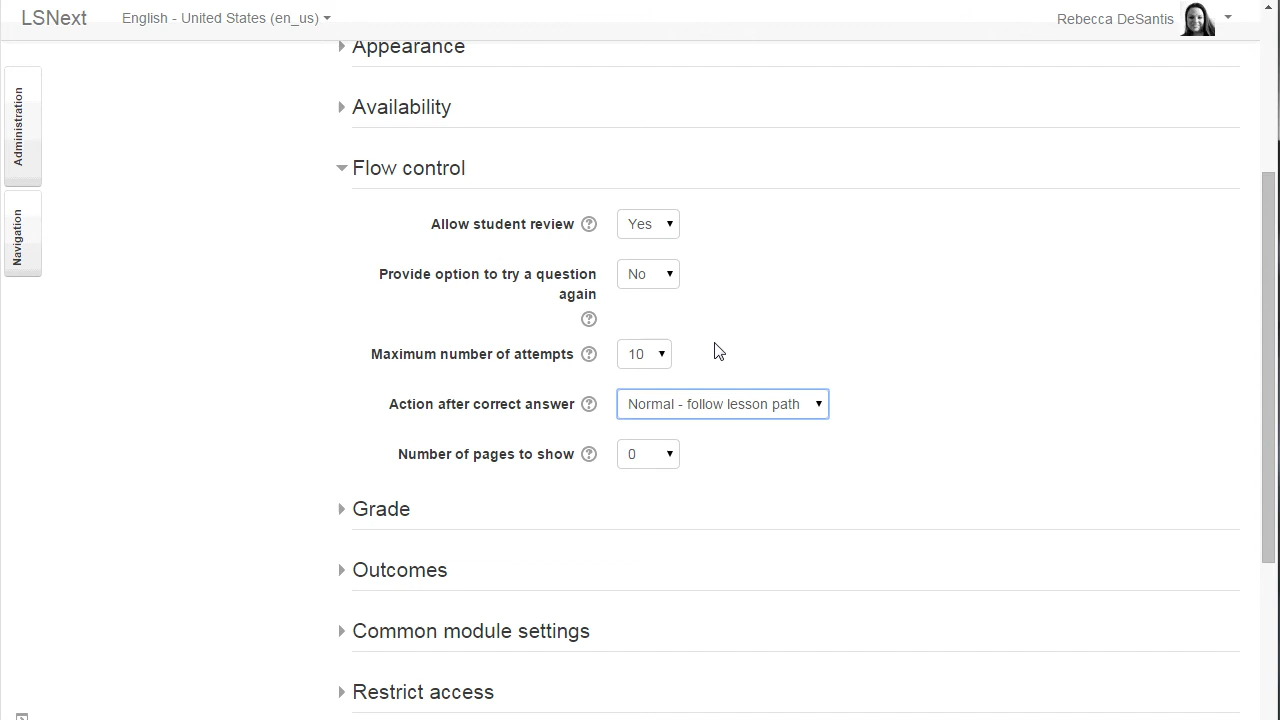 LSNext English - United States (en_us) Rebecca DeSantis
Appearance
Administration
Availability
Flow control
Navigation
Allow student review Yes
Provide option to try a question again No
Maximum number of attempts 10
Action after correct answer Normal - follow lesson path
Number of pages to show 0
Grade
Outcomes
Common module settings
Restrict access